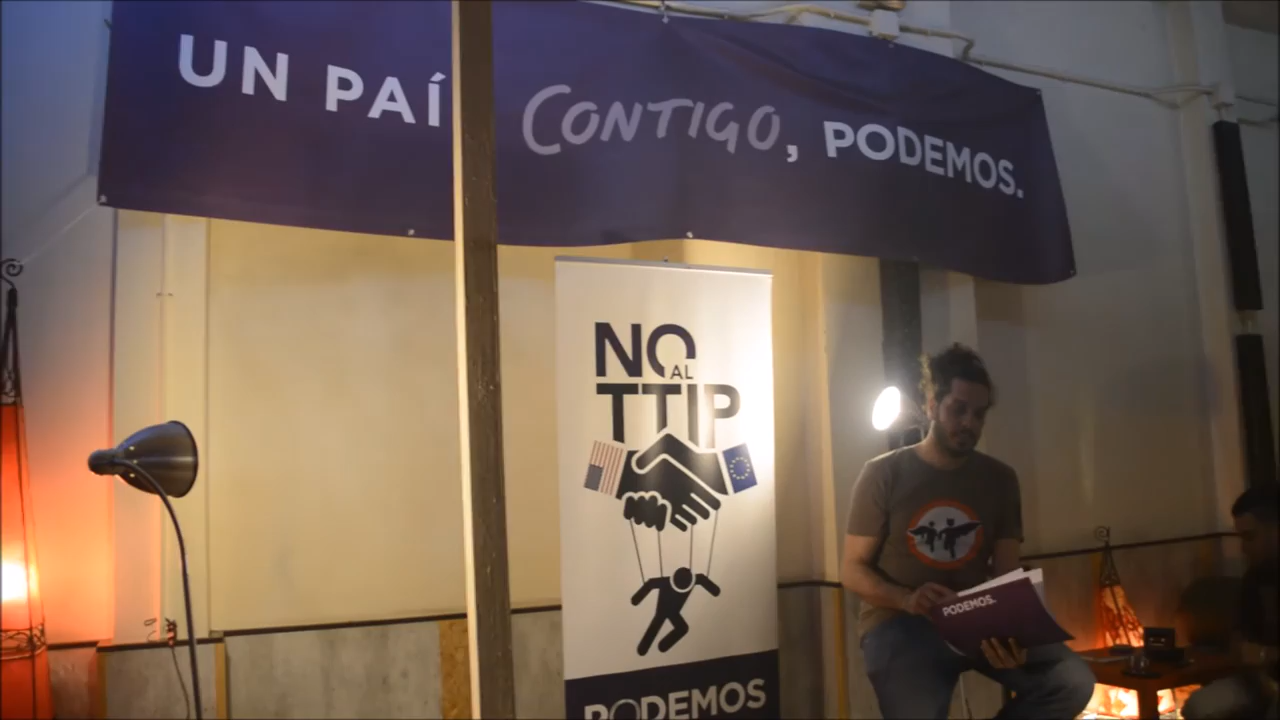 UN PAÍ CONTIGO, PODEMOS.
NO
AL
TTIP
PODEMOS
PODEMOS.